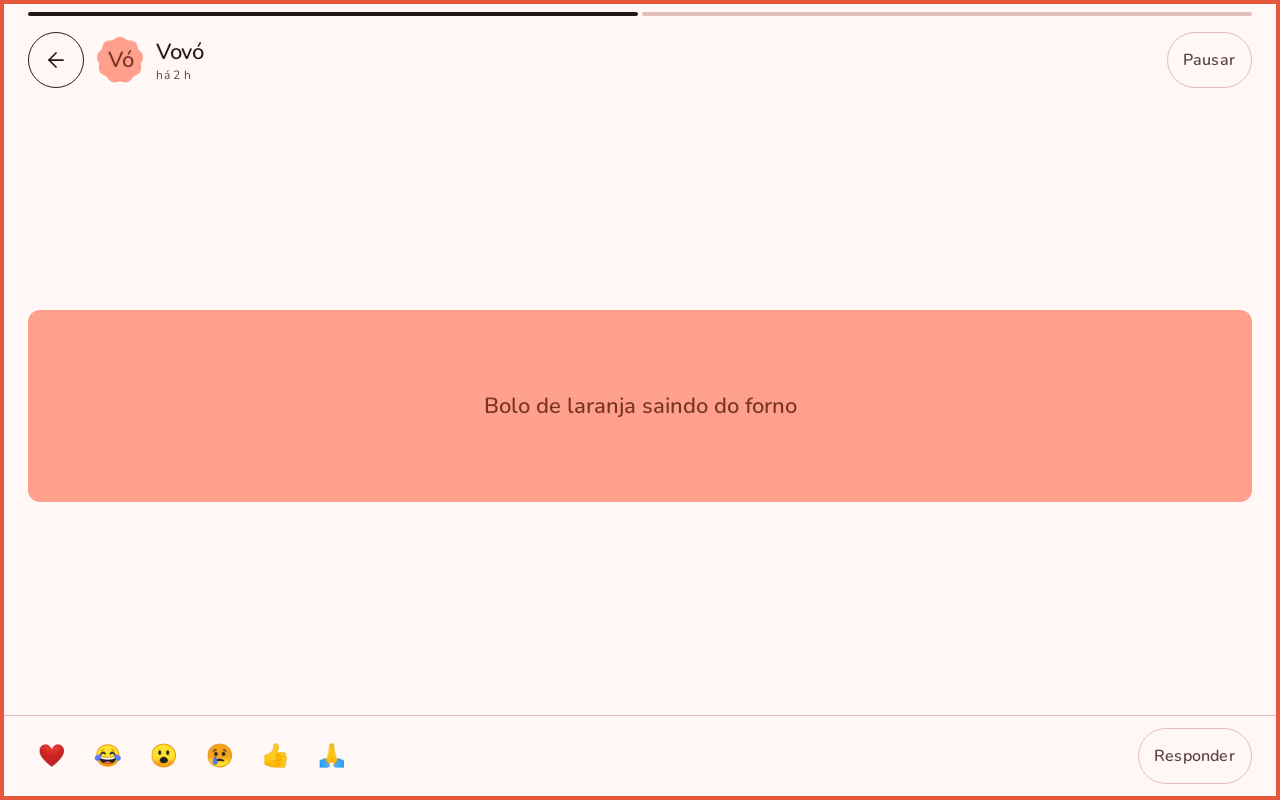 Vó
Vovó
há 2 h
Pausar
Bolo de laranja saindo do forno
❤️ 😂 😮 😢 👍 🙏
Responder